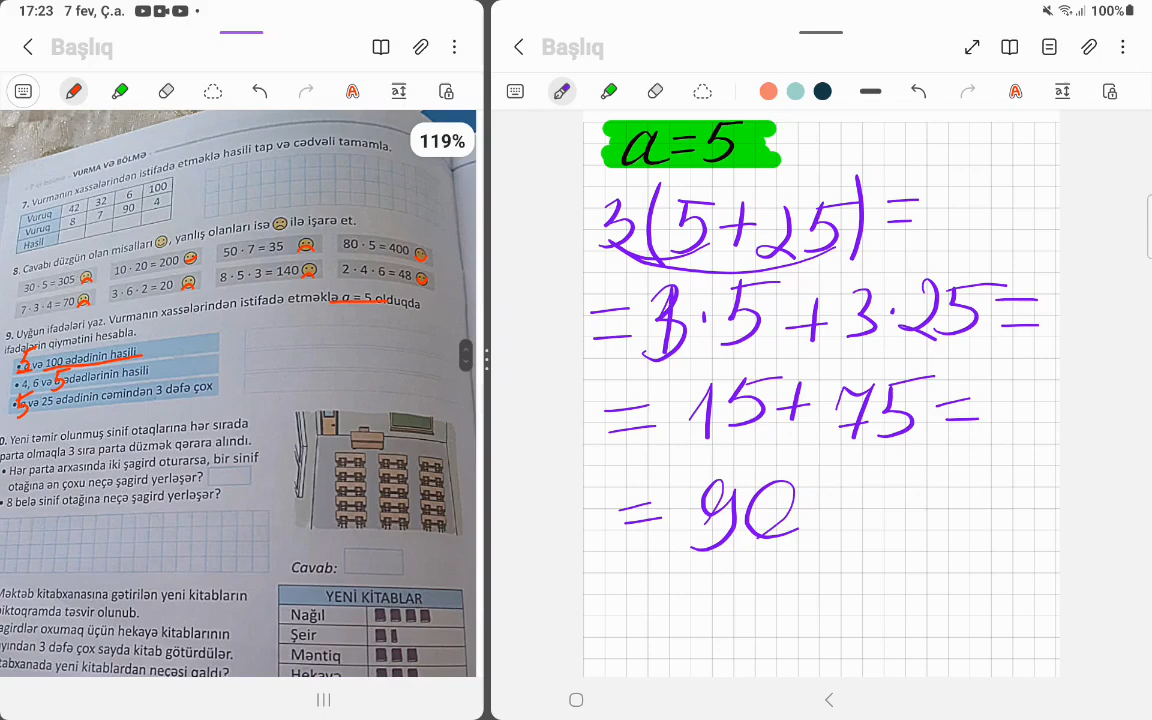 17:23 7 fev, Ç.a.
100%
Başlıq
Başlıq
119%
VURMA VƏ BÖLMƏ
7. Vurmanın xassələrindən istifadə etməklə hasili tap və cədvəli tamamla.
Vuruq 42 32 6 100
Vuruq 8 7 90 4
Hasil
8. Cavabı düzgün olan misalları 🙂, yanlış olanları isə ☹ ilə işarə et.
30 · 5 = 305
10 · 20 = 200
50 · 7 = 35
80 · 5 = 400
7 · 3 · 4 = 70
3 · 6 · 2 = 20
8 · 5 · 3 = 140
2 · 4 · 6 = 48
9. Uyğun ifadələri yaz. Vurmanın xassələrindən istifadə etməklə a = 5 olduqda
ifadələrin qiymətini hesabla.
5
• a və 100 ədədinin hasili
• 4, 6 və 5 ədədlərinin hasili
5 və 25 ədədinin cəmindən 3 dəfə çox
0. Yeni təmir olunmuş sinif otaqlarına hər sırada
parta olmaqla 3 sıra parta düzmək qərara alındı.
• Hər parta arxasında iki şagird oturarsa, bir sinif
otağına ən çoxu neçə şagird yerləşər?
• 8 belə sinif otağına neçə şagird yerləşər?
Cavab:
Məktəb kitabxanasına gətirilən yeni kitabların
piktoqramda təsvir olunub.
agirdlər oxumaq üçün hekayə kitablarının
ayından 3 dəfə çox sayda kitab götürdülər.
tabxanada yeni kitablardan neçəsi qaldı?
YENİ KİTABLAR
Nağıl
Şeir
Məntiq
Hekayə
a = 5
3(5+25) =
= 3·5 + 3·25 =
= 15 + 75 =
= 90